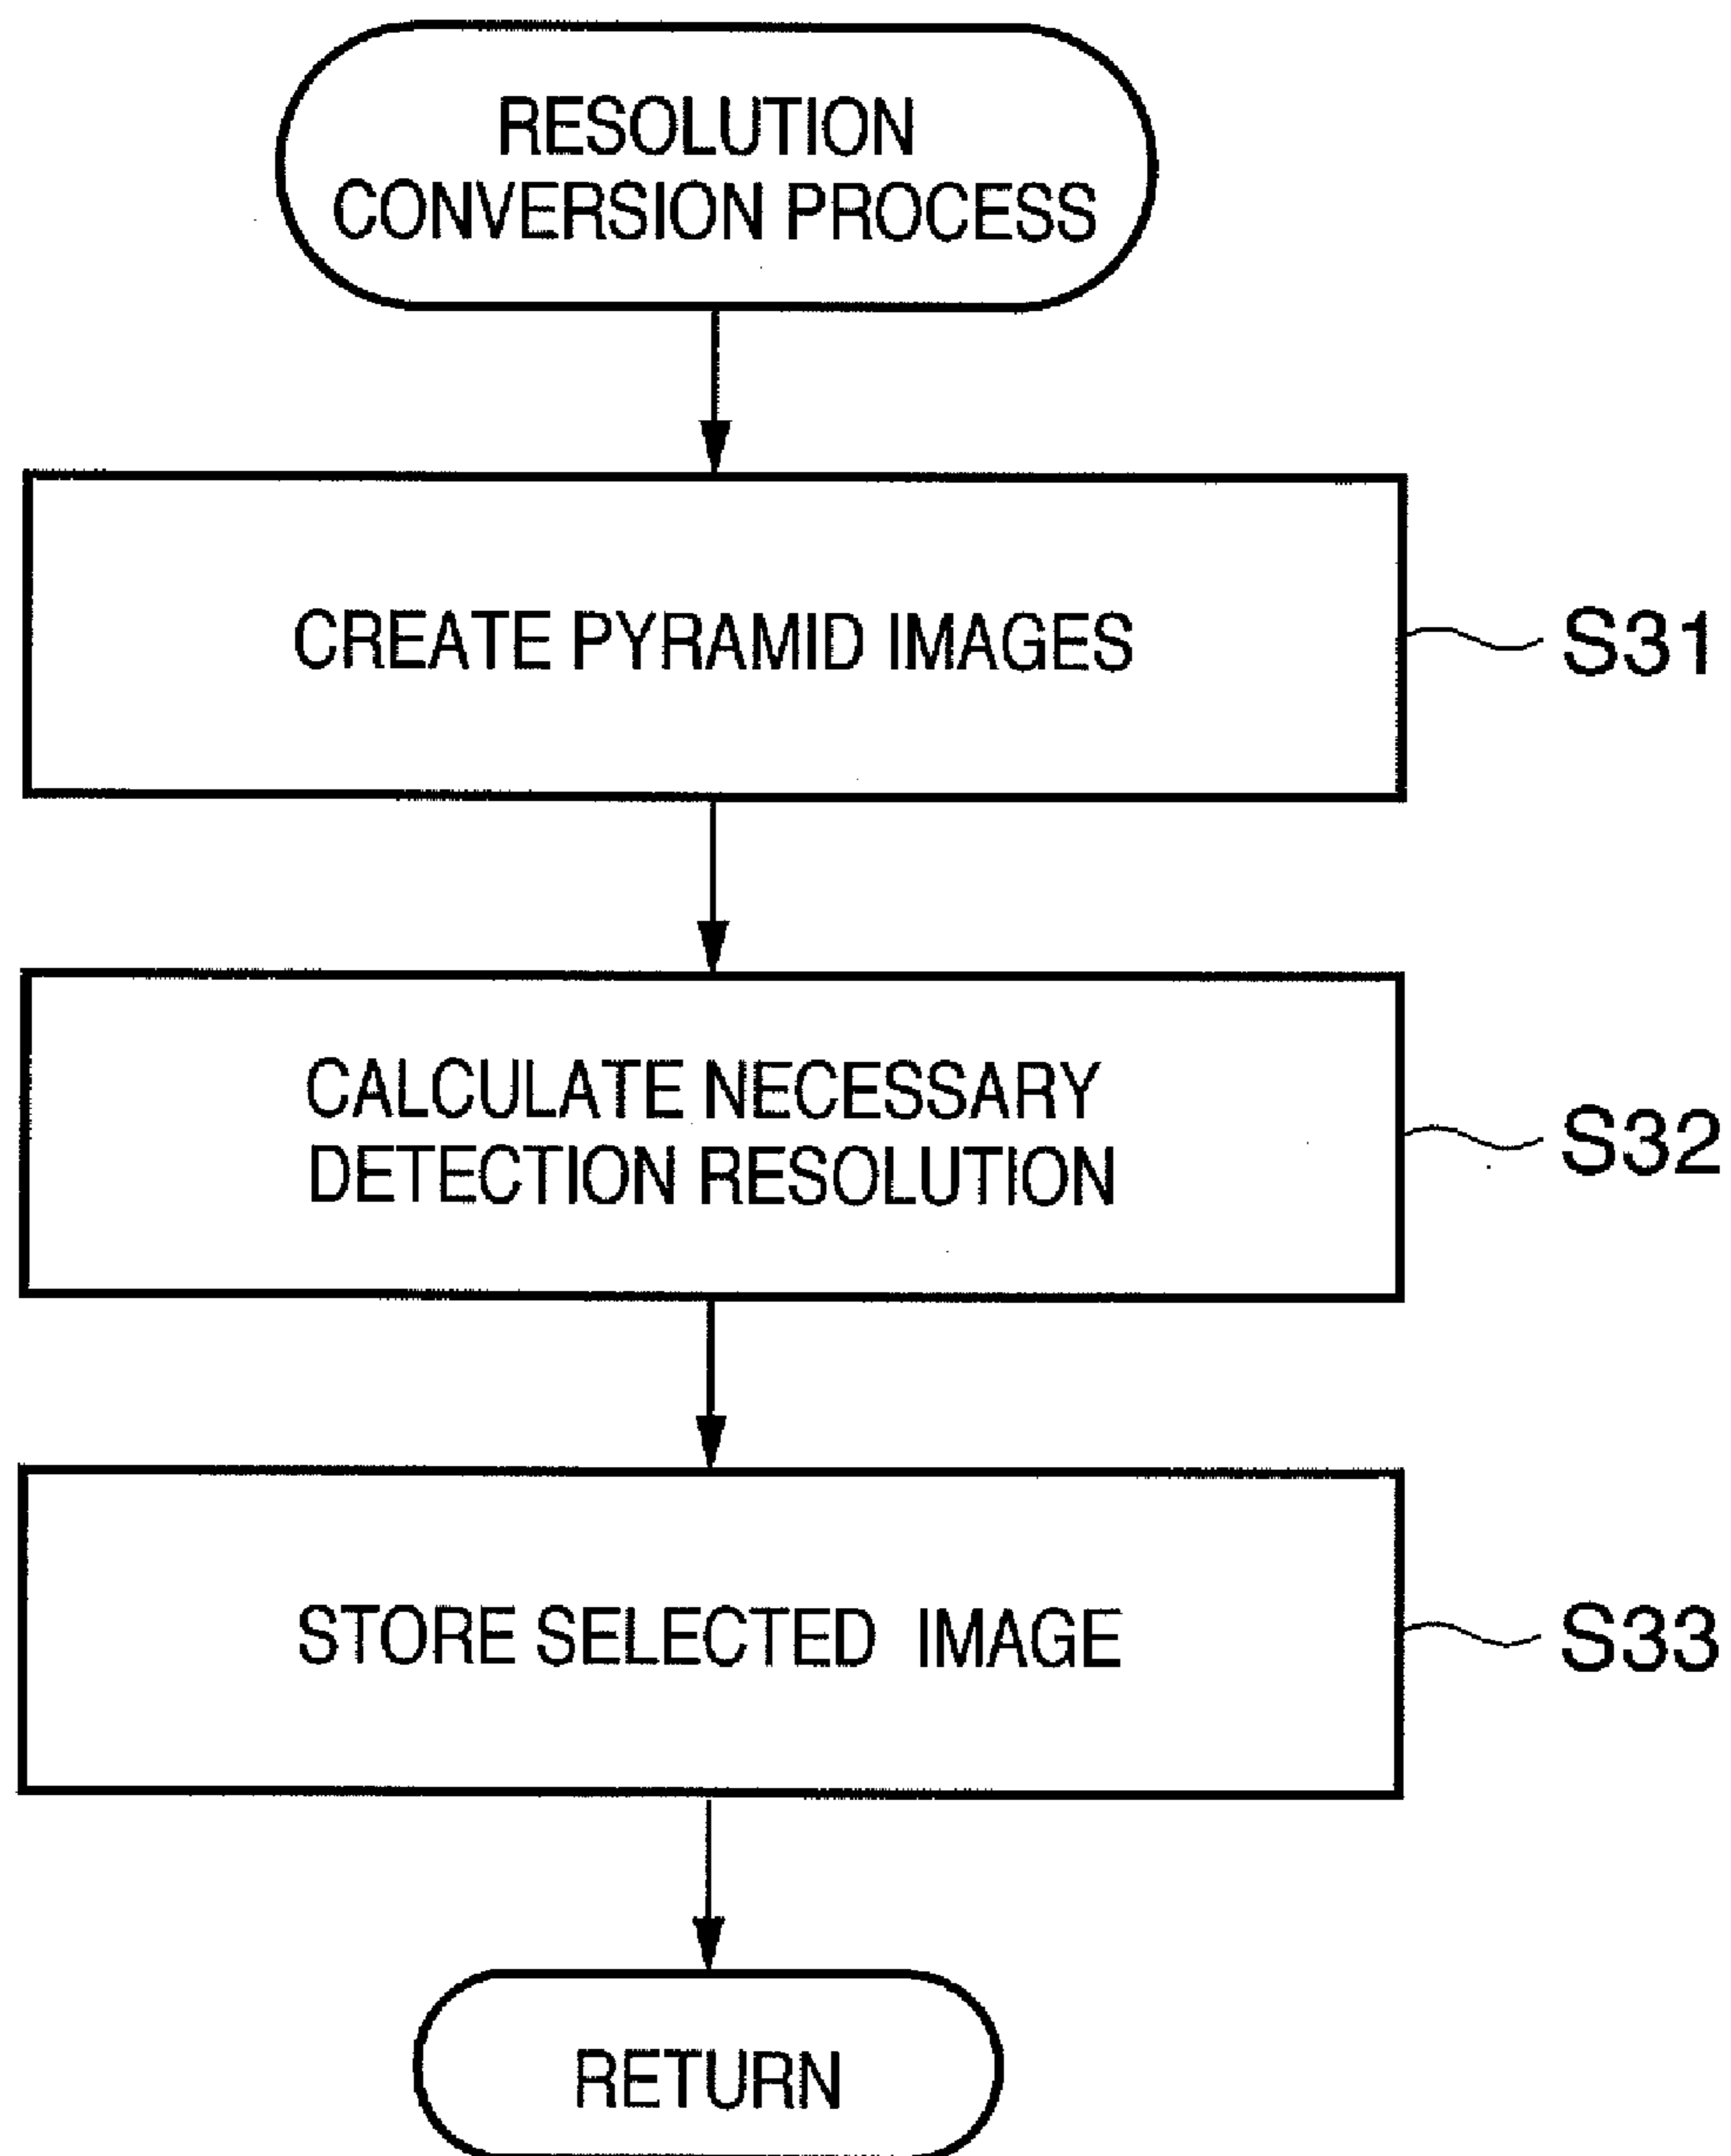 RESOLUTION
CONVERSION PROCESS
CREATE PYRAMID IMAGES
S31
CALCULATE NECESSARY
DETECTION RESOLUTION
S32
STORE SELECTED IMAGE
S33
RETURN